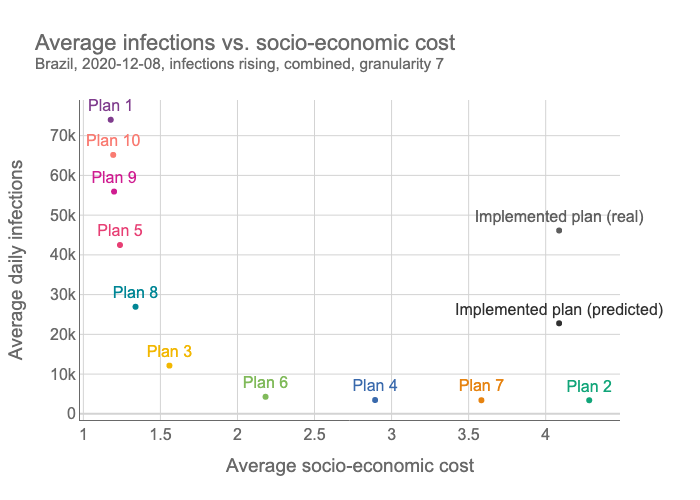 Average infections vs. socio-economic cost
Brazil, 2020-12-08, infections rising, combined, granularity 7
Plan 1
70k
Plan 10
60k
Plan 9
50k
Plan 5
Implemented plan (real)
40k
30k
Plan 8
Implemented plan (predicted)
20k
Plan 3
10k
Plan 6
Plan 4
Plan 7
Plan 2
0
1
1.5
2
2.5
3
3.5
4
Average daily infections
Average socio-economic cost